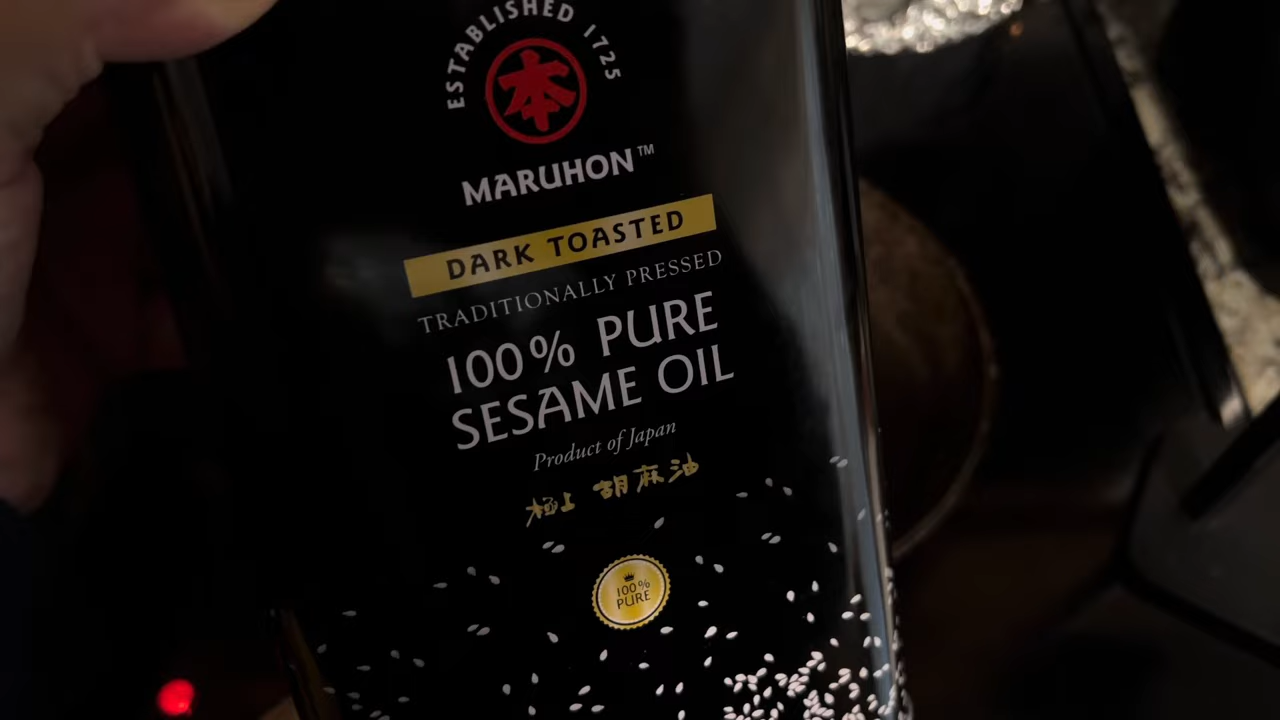 ESTABLISHED 1725
本
MARUHON™
DARK TOASTED
TRADITIONALLY PRESSED
100% PURE
SESAME OIL
Product of Japan
極上 胡麻油
100%
PURE